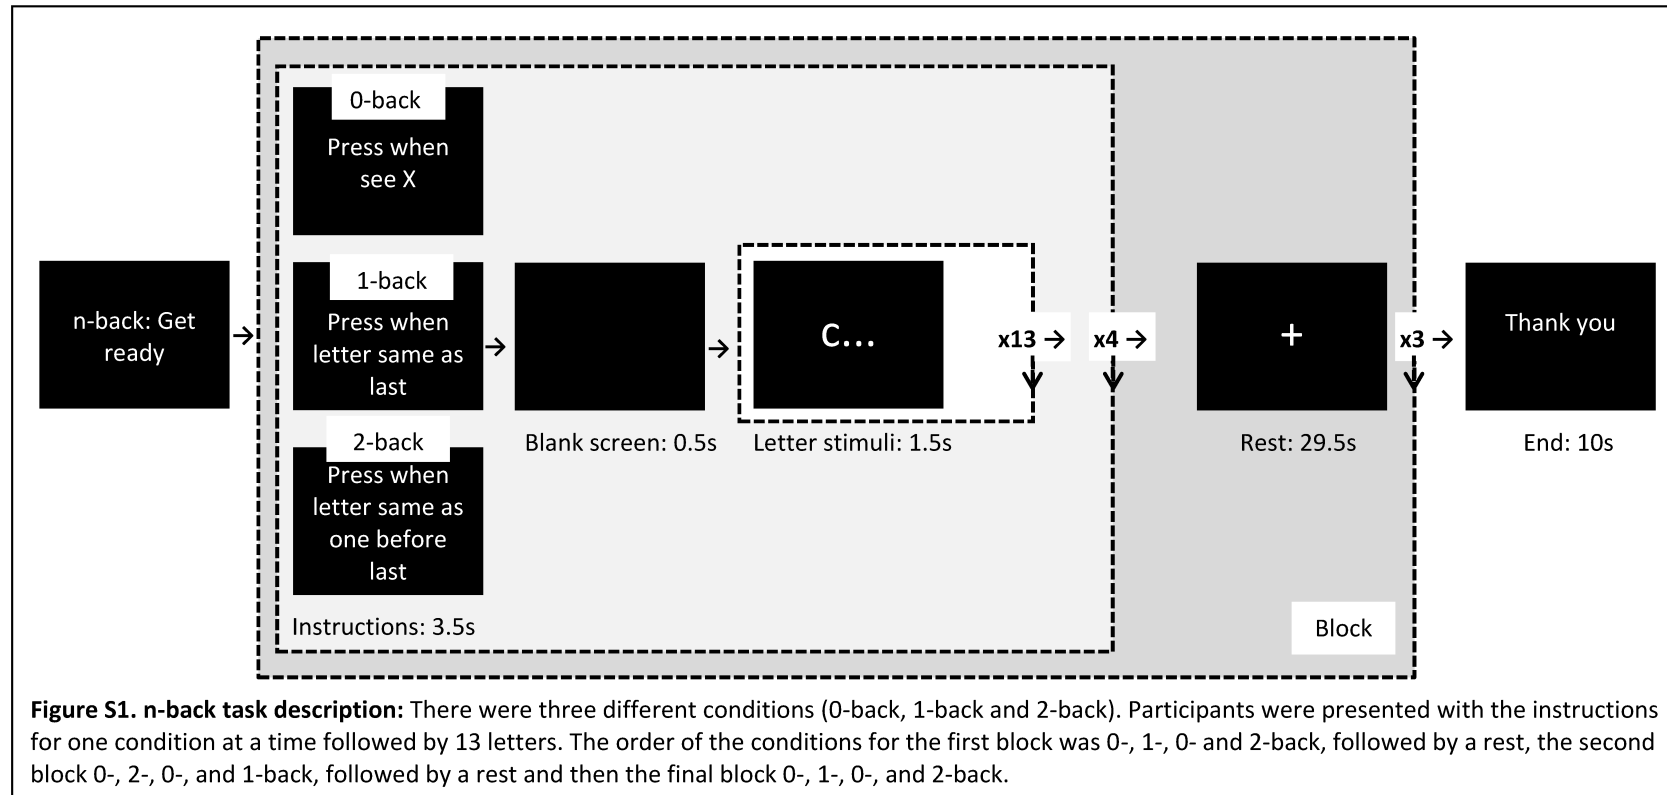 0-back
Press when
see X
n-back: Get
ready
→
1-back
Press when
letter same as
last
→
→
C...
x13 →
x4 →
+
x3 →
Thank you
2-back
Press when
letter same as
one before
last
Blank screen: 0.5s
Letter stimuli: 1.5s
Rest: 29.5s
End: 10s
Instructions: 3.5s
Block
Figure S1. n-back task description: There were three different conditions (0-back, 1-back and 2-back). Participants were presented with the instructions
for one condition at a time followed by 13 letters. The order of the conditions for the first block was 0-, 1-, 0- and 2-back, followed by a rest, the second
block 0-, 2-, 0-, and 1-back, followed by a rest and then the final block 0-, 1-, 0-, and 2-back.